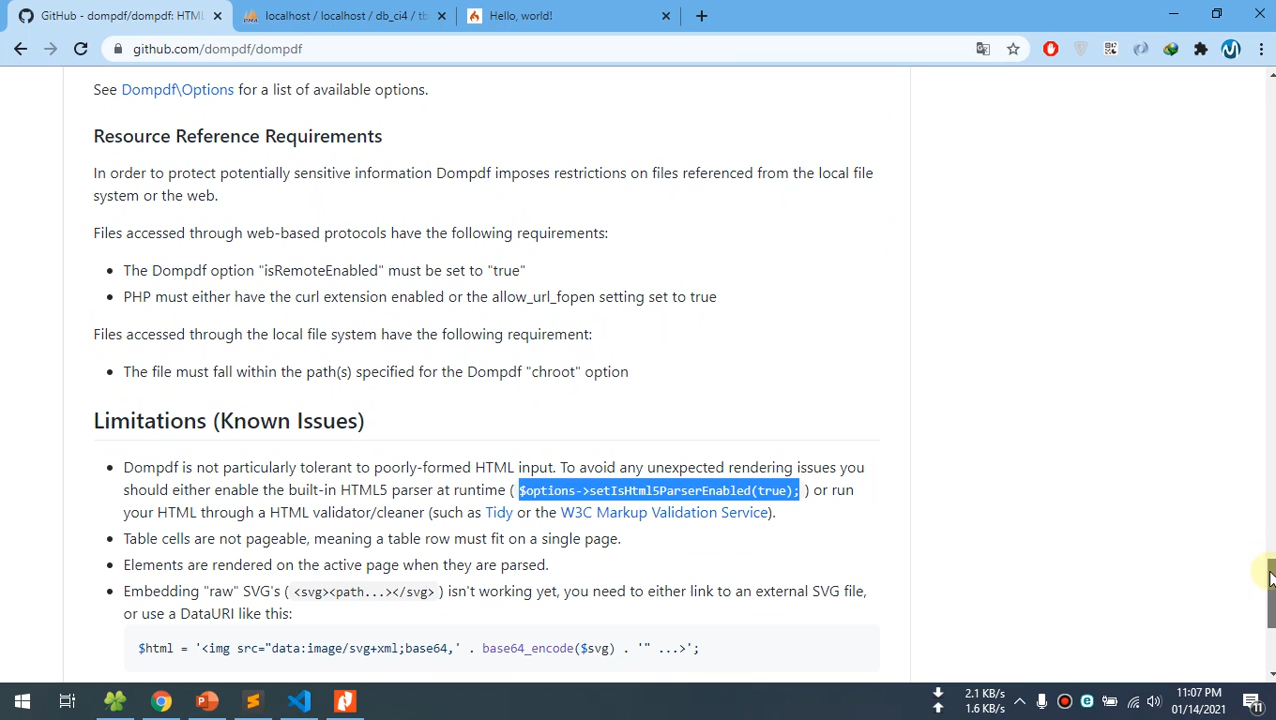 GitHub - dompdf/dompdf: HTML
localhost / localhost / db_ci4 / tb
Hello, world!
github.com/dompdf/dompdf
See Dompdf\Options for a list of available options.
Resource Reference Requirements
In order to protect potentially sensitive information Dompdf imposes restrictions on files referenced from the local file
system or the web.
Files accessed through web-based protocols have the following requirements:
The Dompdf option "isRemoteEnabled" must be set to "true"
PHP must either have the curl extension enabled or the allow_url_fopen setting set to true
Files accessed through the local file system have the following requirement:
The file must fall within the path(s) specified for the Dompdf "chroot" option
Limitations (Known Issues)
Dompdf is not particularly tolerant to poorly-formed HTML input. To avoid any unexpected rendering issues you
should either enable the built-in HTML5 parser at runtime ( $options->setIsHtml5ParserEnabled(true); ) or run
your HTML through a HTML validator/cleaner (such as Tidy or the W3C Markup Validation Service).
Table cells are not pageable, meaning a table row must fit on a single page.
Elements are rendered on the active page when they are parsed.
Embedding "raw" SVG's ( <svg><path...></svg> ) isn't working yet, you need to either link to an external SVG file,
or use a DataURI like this:
$html = '<img src="data:image/svg+xml;base64,' . base64_encode($svg) . '" ...>';
2.1 KB/s
1.6 KB/s
11:07 PM
01/14/2021
11